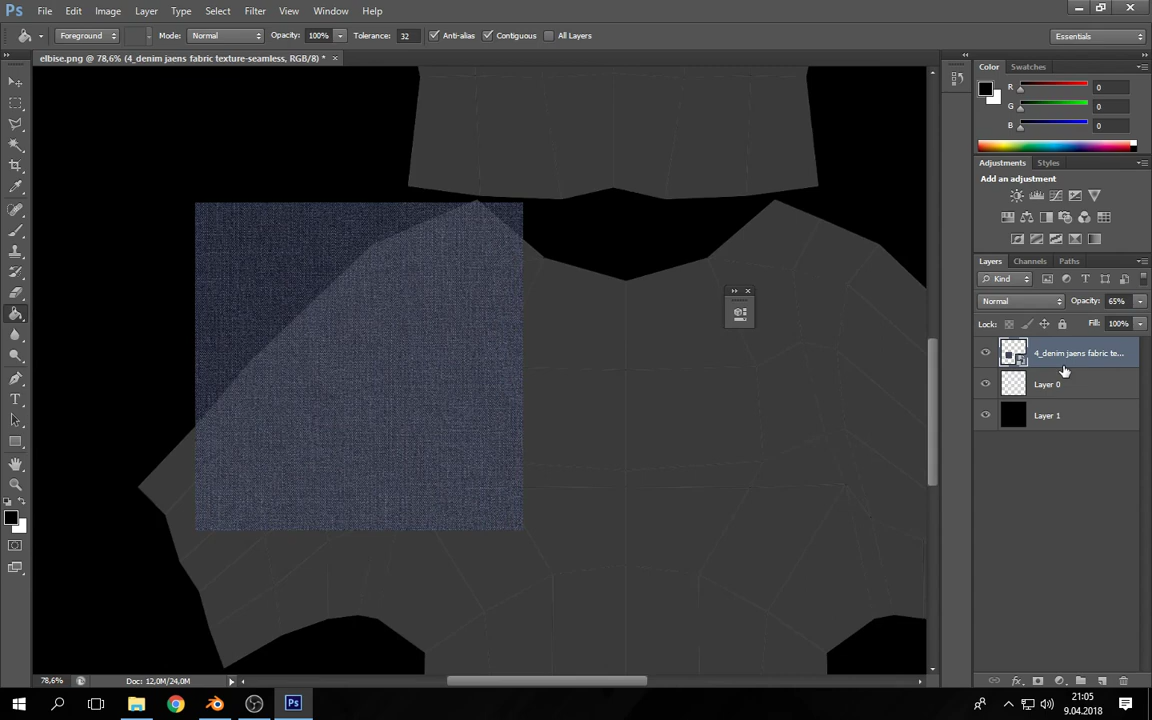 Ps File Edit Image Layer Type Select Filter View Window Help
Foreground Mode: Normal Opacity: 100% Tolerance: 32 Anti-alias Contiguous All Layers Essentials
elbise.png @ 78,6% (4_denim jaens fabric texture-seamless, RGB/8) * ×
Color Swatches
R 0
G 0
B 0
Adjustments Styles
Add an adjustment
Layers Channels Paths
Kind
Normal Opacity: 65%
Lock: Fill: 100%
4_denim jaens fabric te...
Layer 0
Layer 1
78,6% Doc: 12,0M/24,0M
21:05
9.04.2018